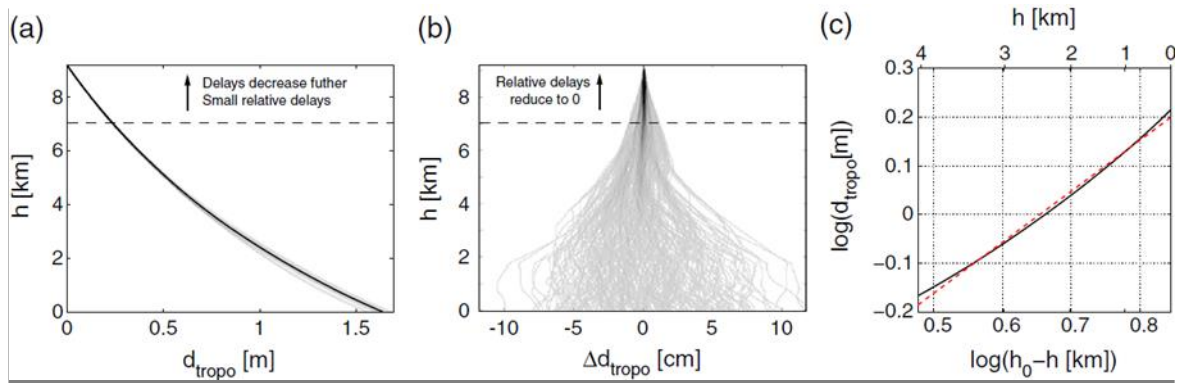 (a)
Delays decrease futher
Small relative delays
h [km]
8
6
4
2
0
0 0.5 1 1.5
d_tropo [m]
(b)
Relative delays
reduce to 0
h [km]
8
6
4
2
0
-10 -5 0 5 10
Δd_tropo [cm]
(c)
h [km]
4 3 2 1 0
log(d_tropo[m])
0.3
0.2
0.1
0
−0.1
−0.2
0.5 0.6 0.7 0.8
log(h_0−h [km])